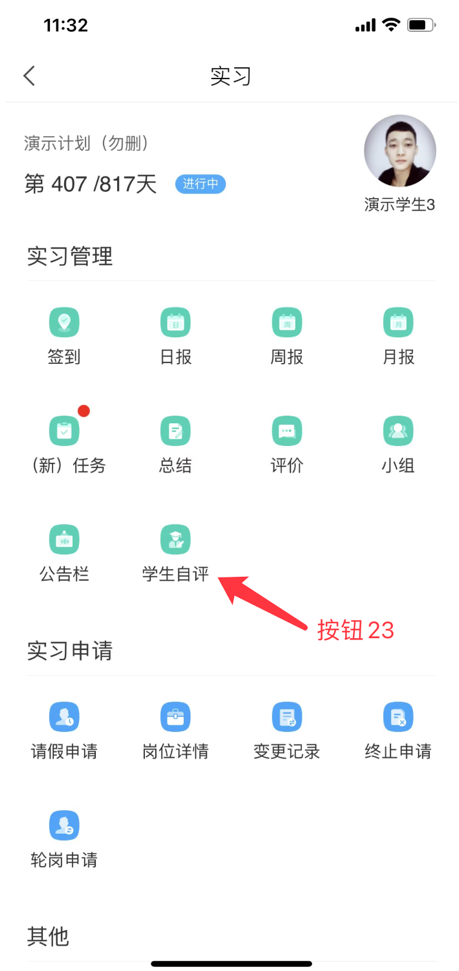 11:32
实习
演示计划（勿删）
第 407 /817天 进行中
演示学生3
实习管理
签到 日报 周报 月报
（新）任务 总结 评价 小组
公告栏 学生自评
按钮23
实习申请
请假申请 岗位详情 变更记录 终止申请
轮岗申请
其他